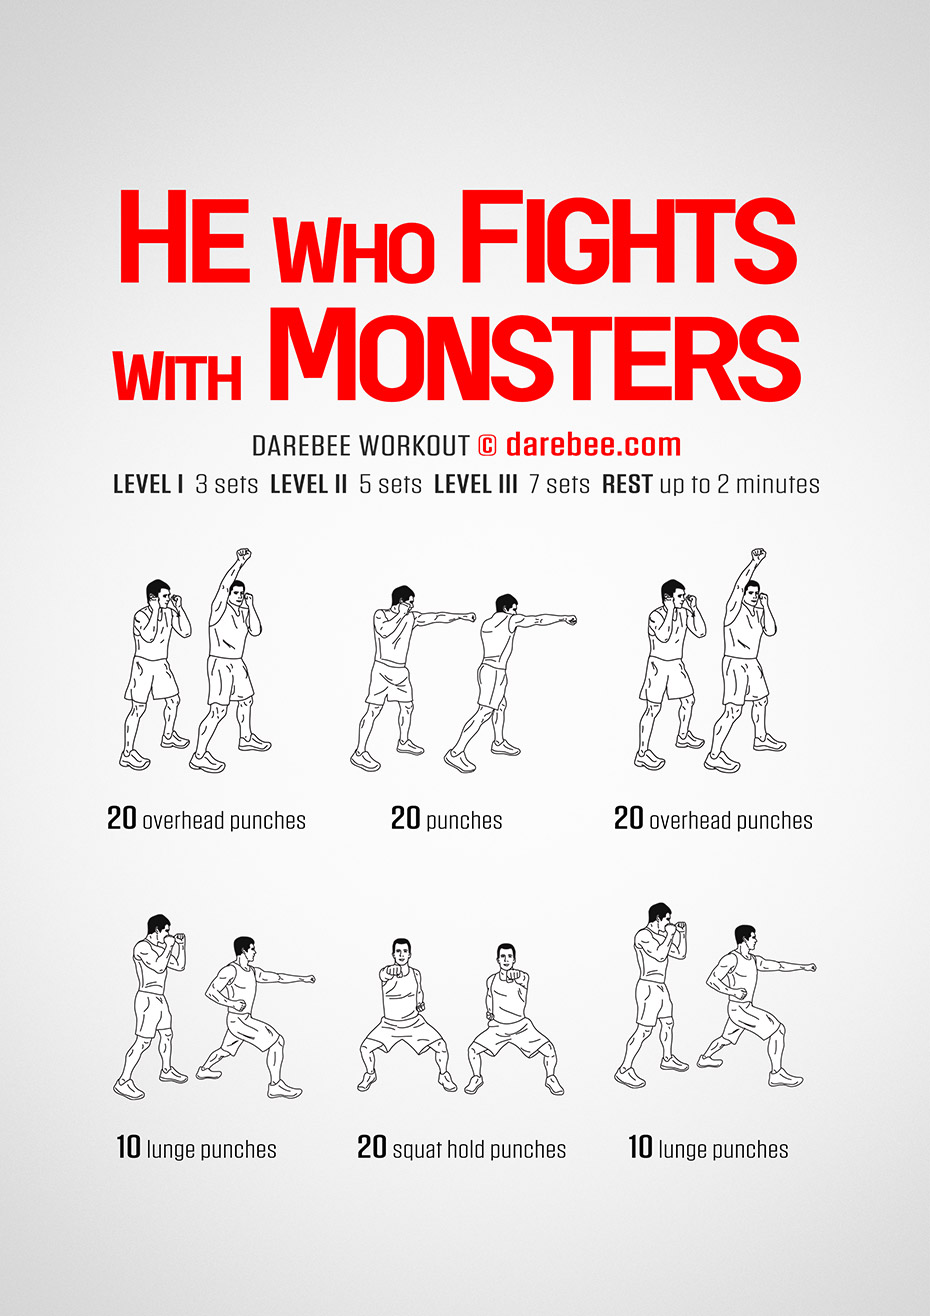 HE WHO FIGHTS
WITH MONSTERS
DAREBEE WORKOUT © darebee.com
LEVEL I 3 sets LEVEL II 5 sets LEVEL III 7 sets REST up to 2 minutes
20 overhead punches
20 punches
20 overhead punches
10 lunge punches
20 squat hold punches
10 lunge punches